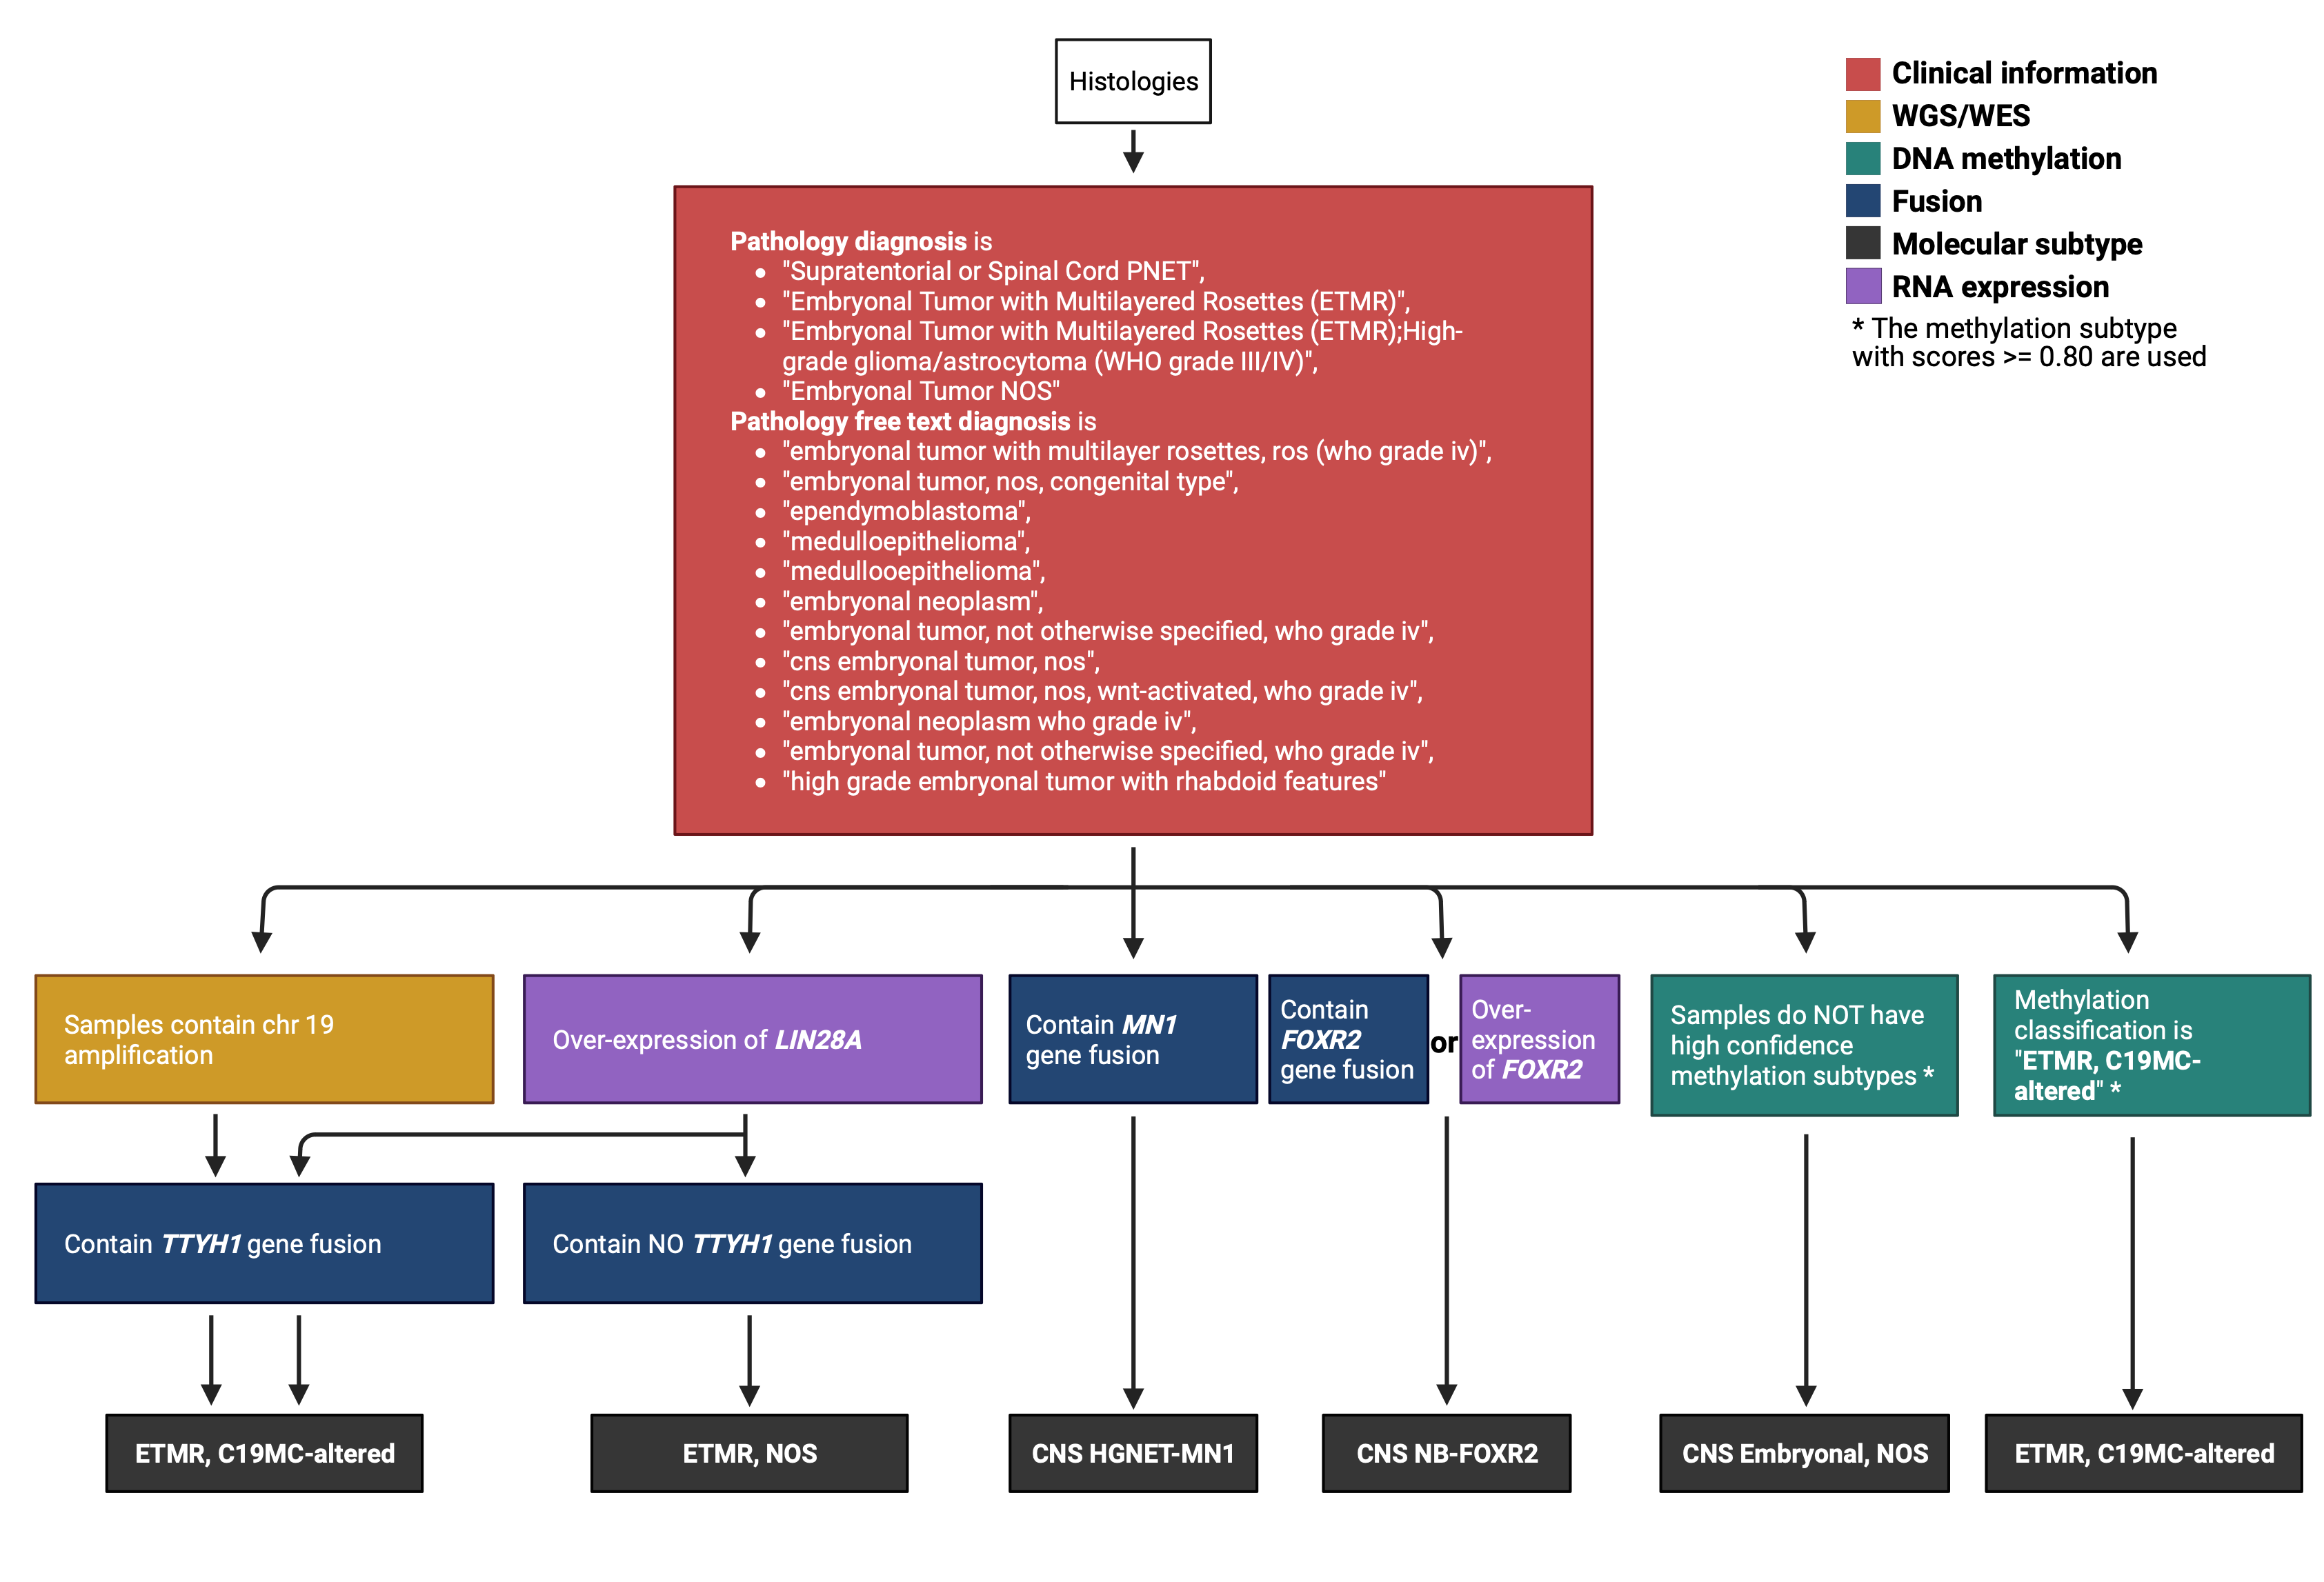 Histologies
Clinical information
WGS/WES
DNA methylation
Fusion
Molecular subtype
RNA expression
* The methylation subtype
with scores >= 0.80 are used
Pathology diagnosis is
• "Supratentorial or Spinal Cord PNET",
• "Embryonal Tumor with Multilayered Rosettes (ETMR)",
• "Embryonal Tumor with Multilayered Rosettes (ETMR);High-
grade glioma/astrocytoma (WHO grade III/IV)",
• "Embryonal Tumor NOS"
Pathology free text diagnosis is
• "embryonal tumor with multilayer rosettes, ros (who grade iv)",
• "embryonal tumor, nos, congenital type",
• "ependymoblastoma",
• "medulloepithelioma",
• "medullooepithelioma",
• "embryonal neoplasm",
• "embryonal tumor, not otherwise specified, who grade iv",
• "cns embryonal tumor, nos",
• "cns embryonal tumor, nos, wnt-activated, who grade iv",
• "embryonal neoplasm who grade iv",
• "embryonal tumor, not otherwise specified, who grade iv",
• "high grade embryonal tumor with rhabdoid features"
Samples contain chr 19
amplification
Over-expression of LIN28A
Contain MN1
gene fusion
Contain
FOXR2
gene fusion
or
Over-
expression
of FOXR2
Samples do NOT have
high confidence
methylation subtypes *
Methylation
classification is
"ETMR, C19MC-
altered" *
Contain TTYH1 gene fusion
Contain NO TTYH1 gene fusion
ETMR, C19MC-altered
ETMR, NOS
CNS HGNET-MN1
CNS NB-FOXR2
CNS Embryonal, NOS
ETMR, C19MC-altered